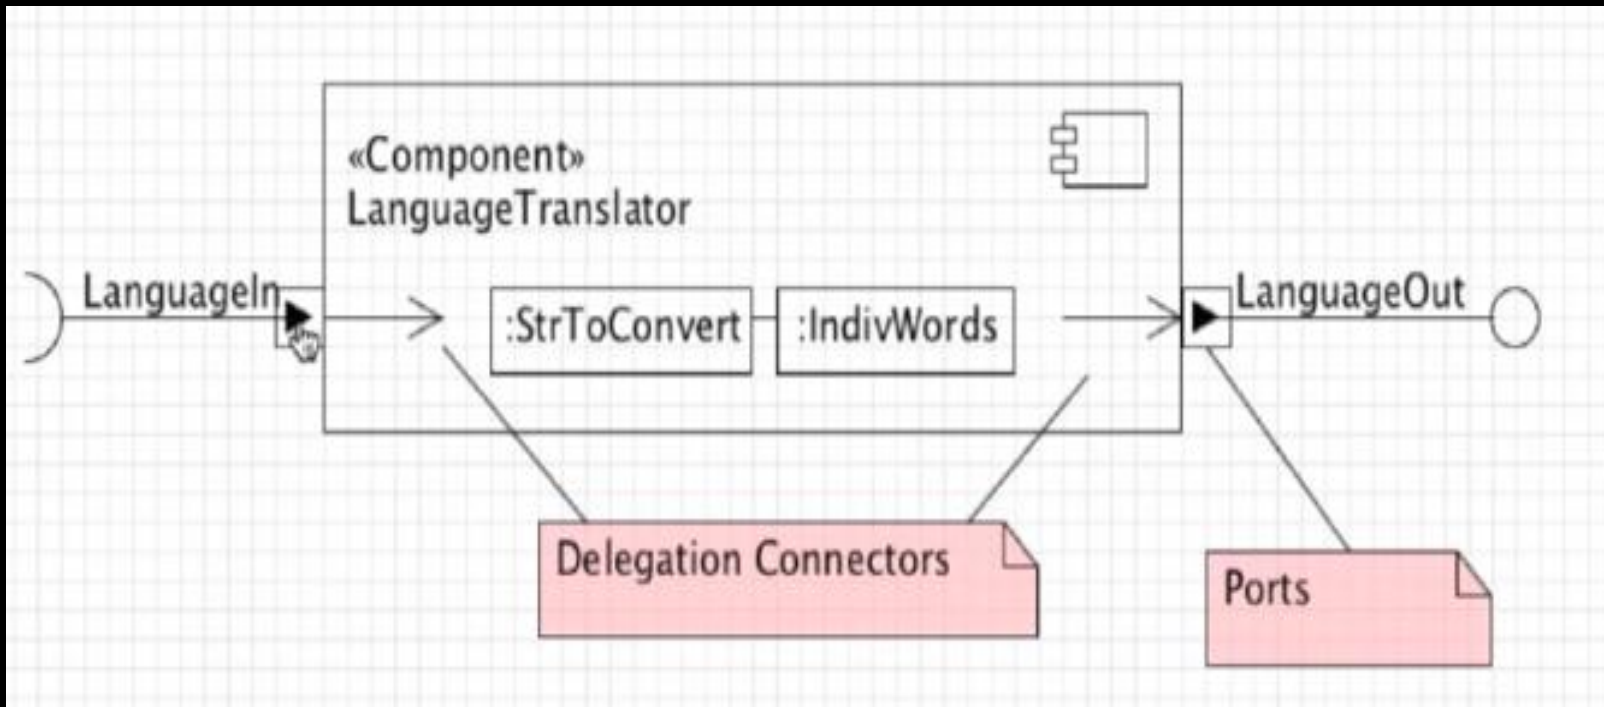 «Component»
LanguageTranslator
LanguageIn
:StrToConvert
:IndivWords
LanguageOut
Delegation Connectors
Ports